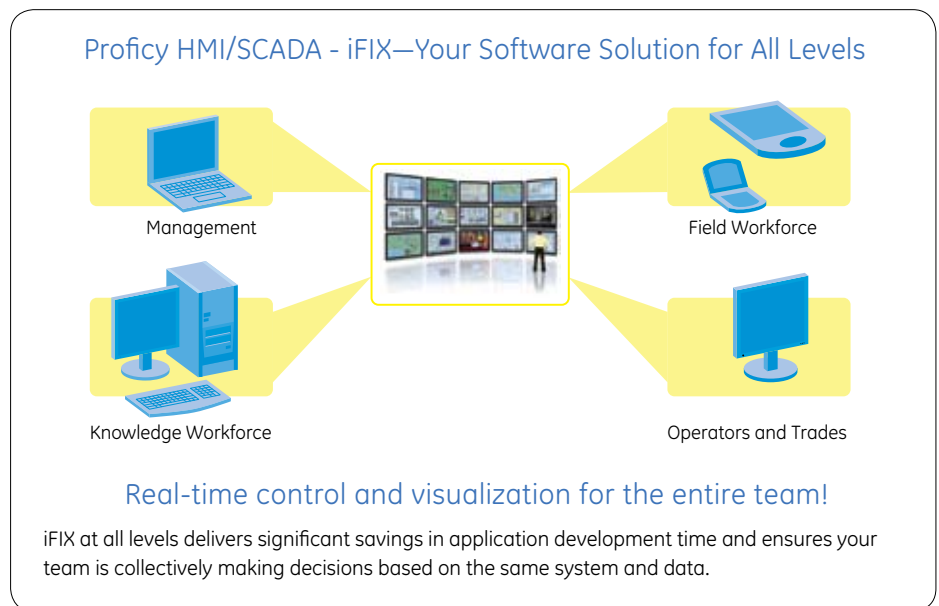 Proficy HMI/SCADA - iFIX—Your Software Solution for All Levels
Management
Field Workforce
Knowledge Workforce
Operators and Trades
Real-time control and visualization for the entire team!
iFIX at all levels delivers significant savings in application development time and ensures your
team is collectively making decisions based on the same system and data.